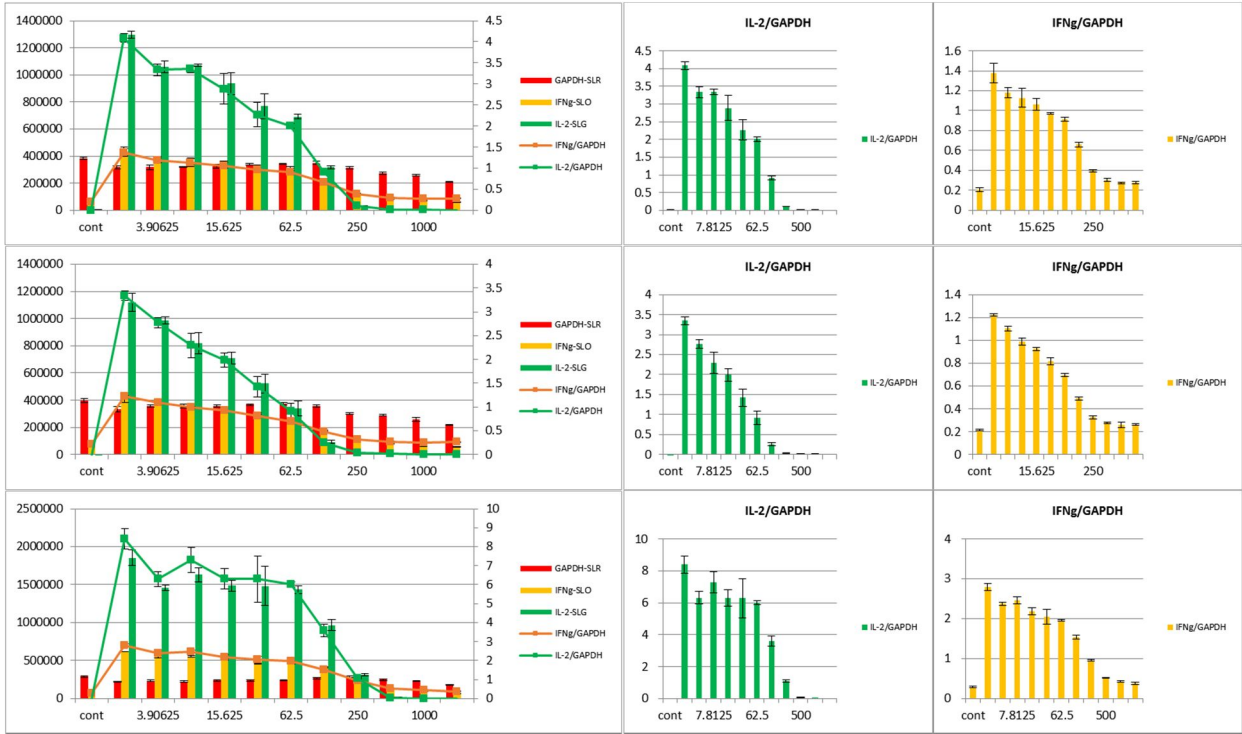 1400000
1200000
1000000
800000
600000
400000
200000
0
4.5
4
3.5
3
2.5
2
1.5
1
0.5
0
cont 3.90625 15.625 62.5 250 1000
GAPDH-SLR
IFNg-SLO
IL-2-SLG
IFNg/GAPDH
IL-2/GAPDH
IL-2/GAPDH
4.5
4
3.5
3
2.5
2
1.5
1
0.5
0
cont 7.8125 62.5 500
IL-2/GAPDH
IFNg/GAPDH
1.6
1.4
1.2
1
0.8
0.6
0.4
0.2
0
cont 15.625 250
IFNg/GAPDH
1400000
1200000
1000000
800000
600000
400000
200000
0
4
3.5
3
2.5
2
1.5
1
0.5
0
cont 3.90625 15.625 62.5 250 1000
GAPDH-SLR
IFNg-SLO
IL-2-SLG
IFNg/GAPDH
IL-2/GAPDH
IL-2/GAPDH
4
3.5
3
2.5
2
1.5
1
0.5
0
cont 7.8125 62.5 500
IL-2/GAPDH
IFNg/GAPDH
1.4
1.2
1
0.8
0.6
0.4
0.2
0
cont 15.625 250
IFNg/GAPDH
2500000
2000000
1500000
1000000
500000
0
10
9
8
7
6
5
4
3
2
1
0
cont 3.90625 15.625 62.5 250 1000
GAPDH-SLR
IFNg-SLO
IL-2-SLG
IFNg/GAPDH
IL-2/GAPDH
IL-2/GAPDH
10
8
6
4
2
0
cont 7.8125 62.5 500
IL-2/GAPDH
IFNg/GAPDH
4
3
2
1
0
cont 7.8125 62.5 500
IFNg/GAPDH